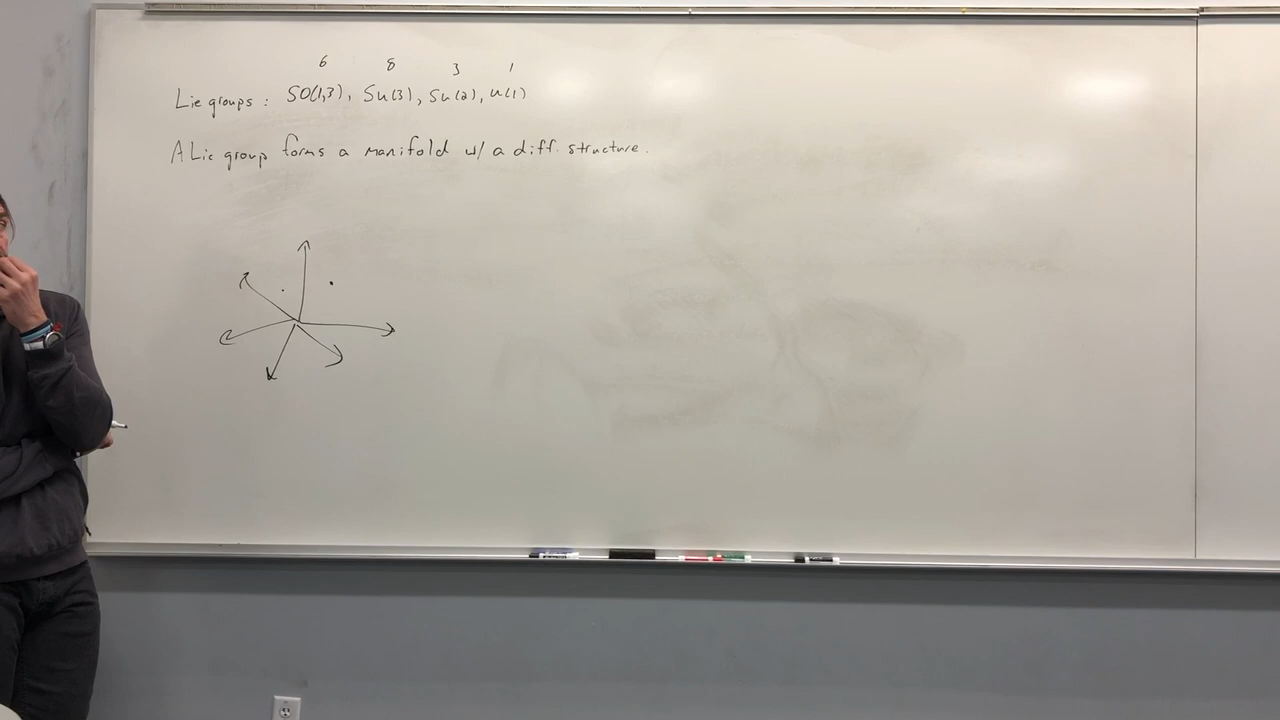 6 8 3 1
Lie groups : SO(1,3), SU(3), SU(2), U(1)
A Lie group forms a manifold w/ a diff. structure.